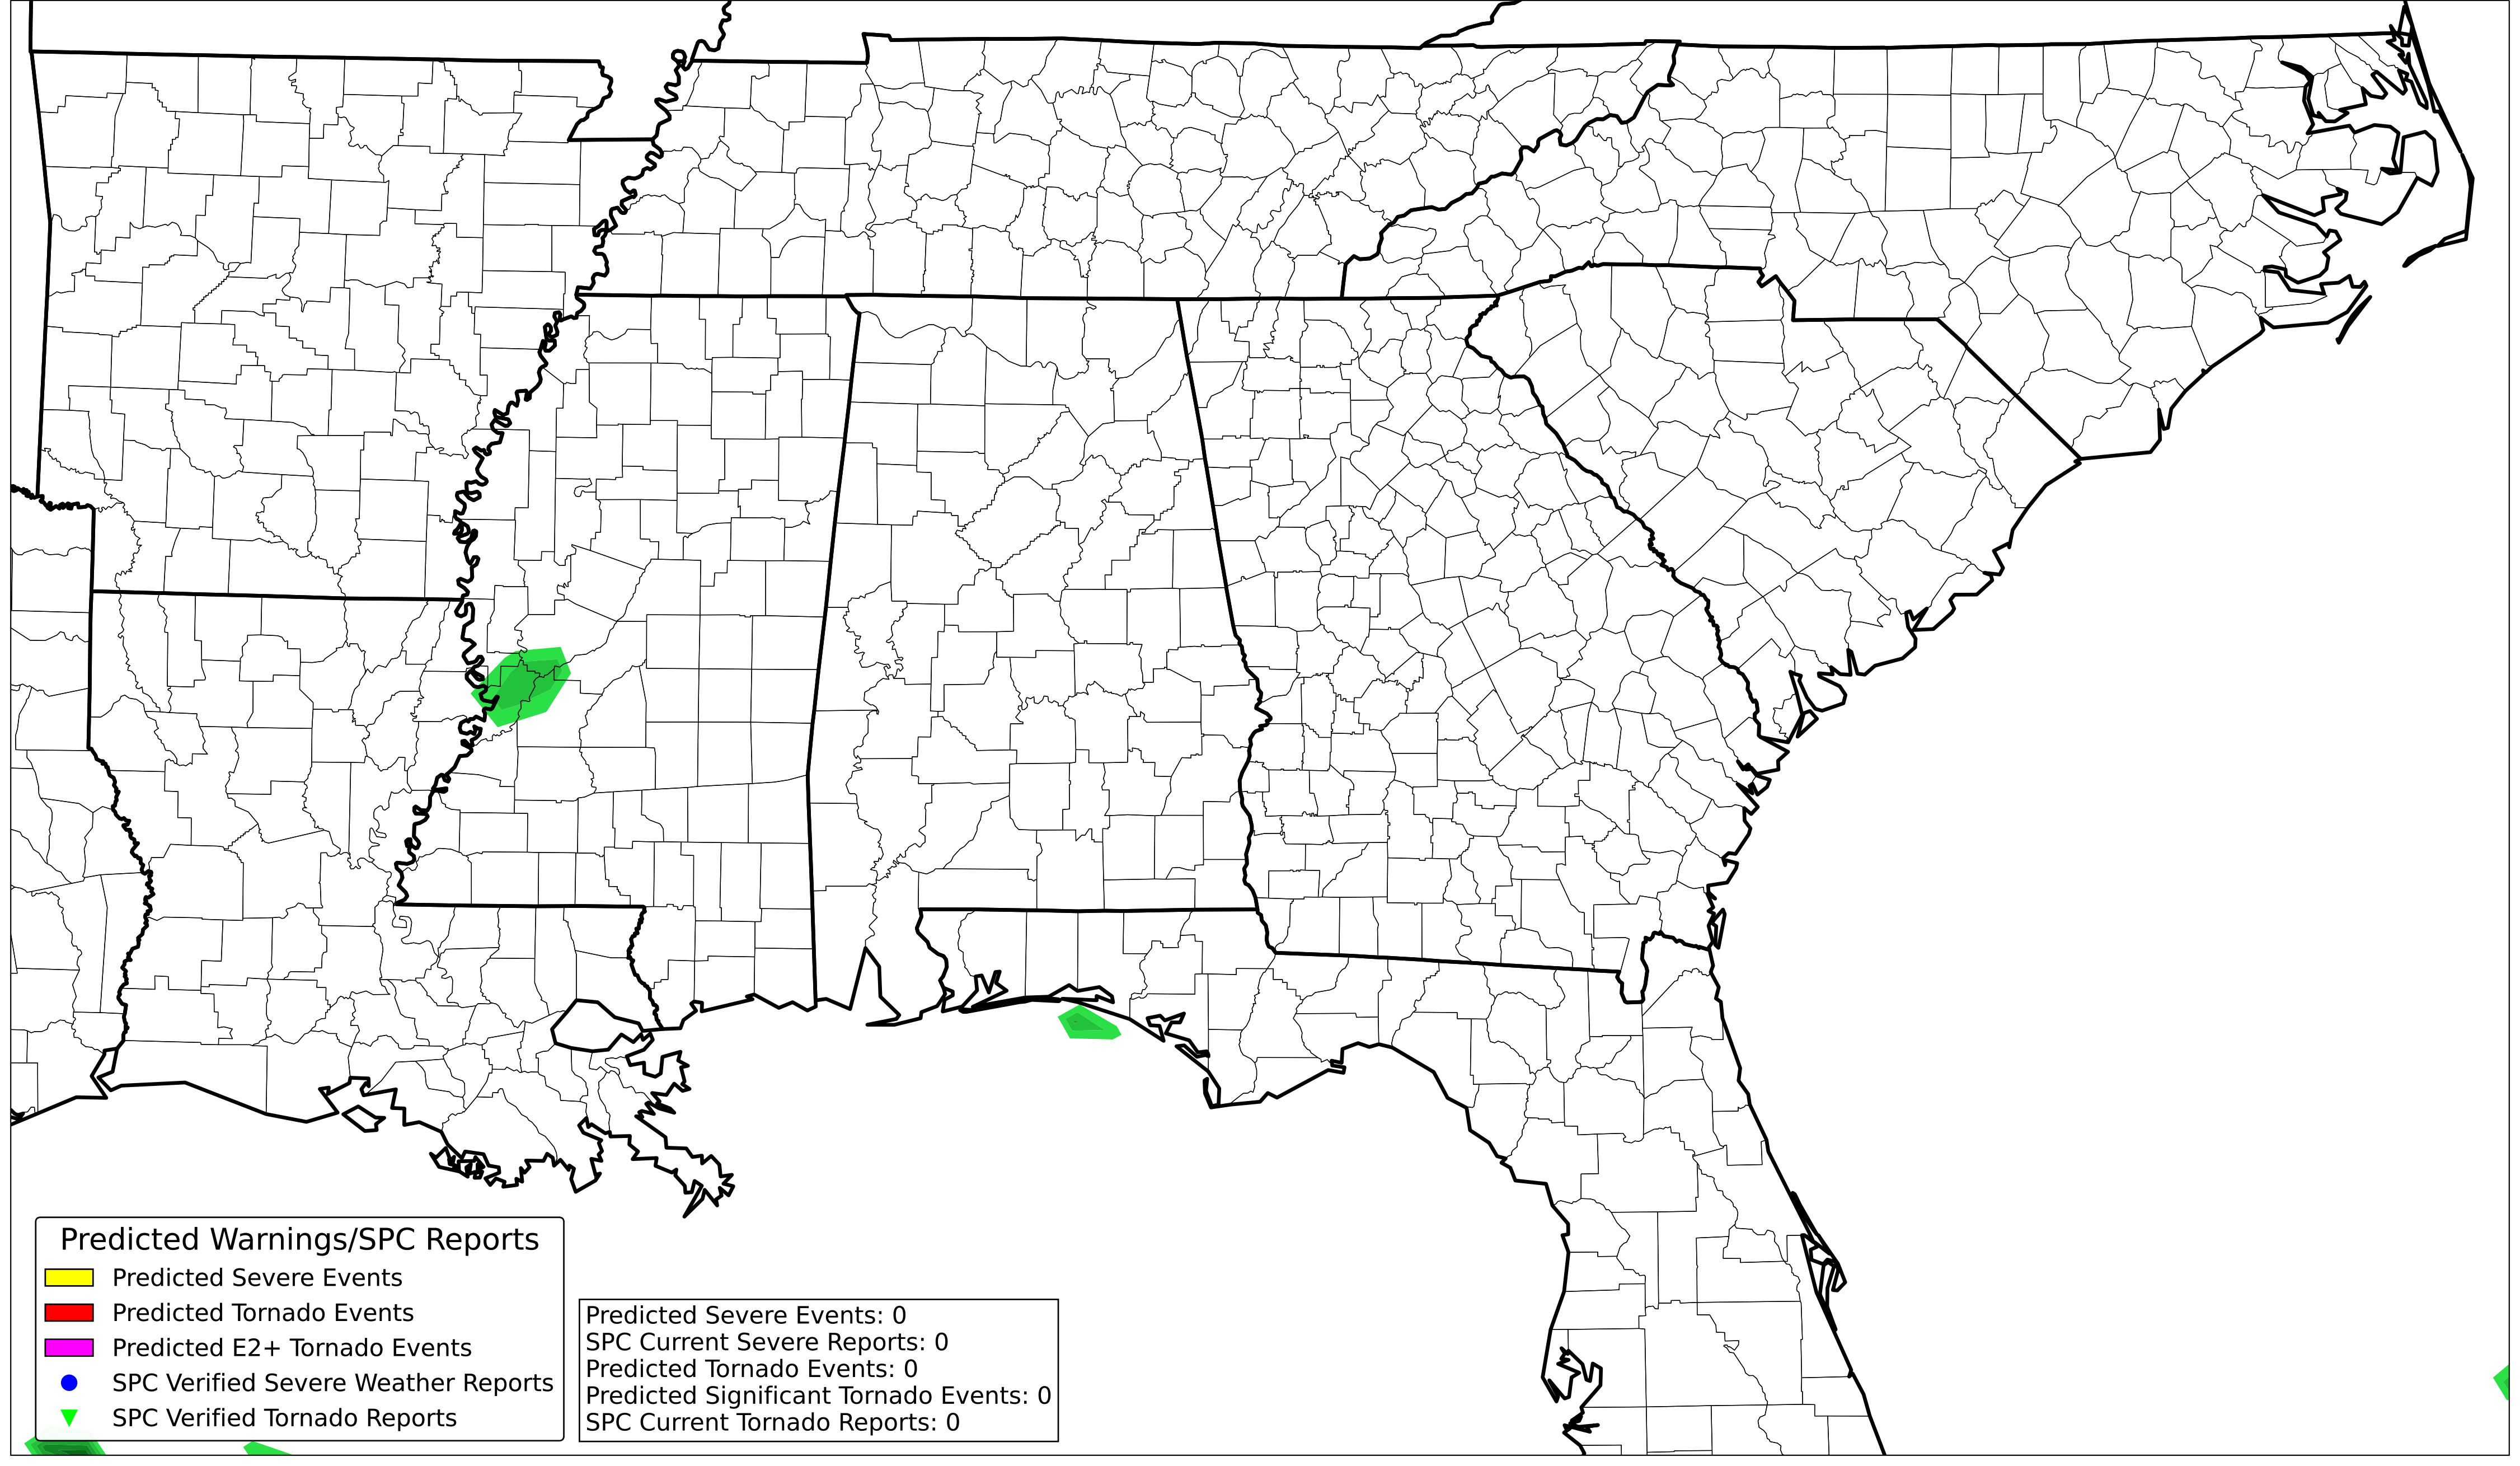 Predicted Warnings/SPC Reports
Predicted Severe Events
Predicted Tornado Events
Predicted E2+ Tornado Events
SPC Verified Severe Weather Reports
SPC Verified Tornado Reports
Predicted Severe Events: 0
SPC Current Severe Reports: 0
Predicted Tornado Events: 0
Predicted Significant Tornado Events: 0
SPC Current Tornado Reports: 0